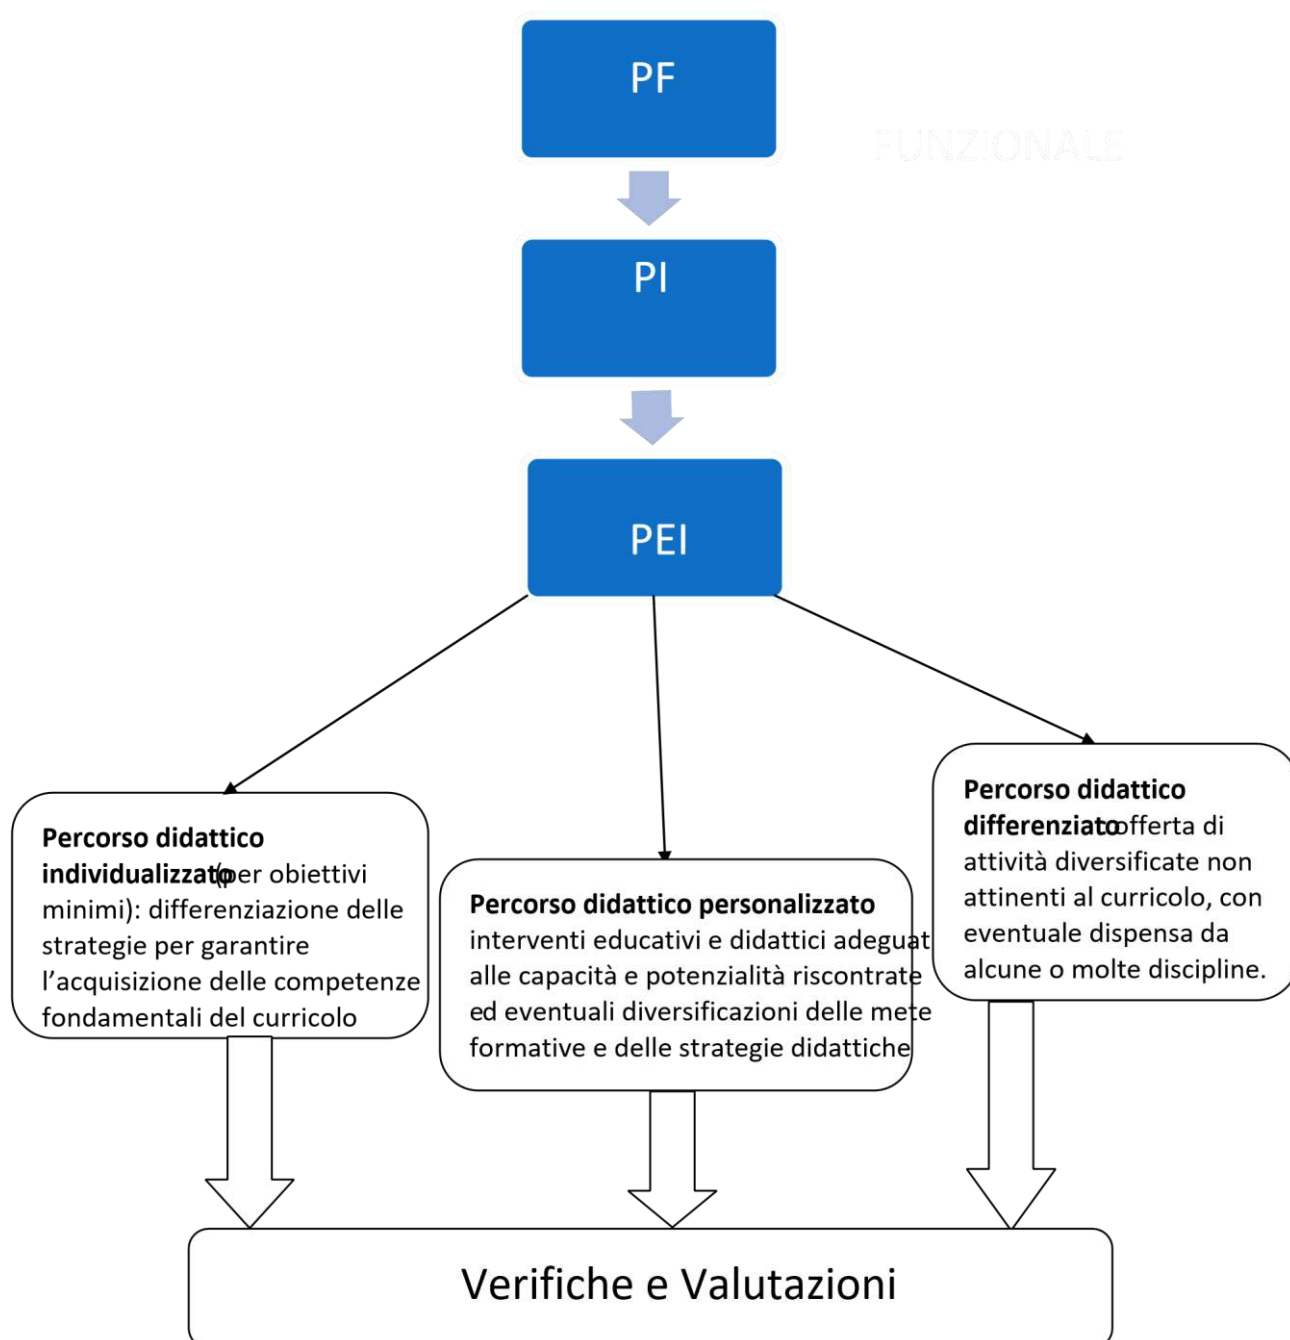 PF
FUNZIONALE
PI
PEI
Percorso didattico
individualizzato (per obiettivi
minimi): differenziazione delle
strategie per garantire
l’acquisizione delle competenze
fondamentali del curricolo
Percorso didattico personalizzato
interventi educativi e didattici adeguat
alle capacità e potenzialità riscontrate
ed eventuali diversificazioni delle mete
formative e delle strategie didattiche
Percorso didattico
differenziato: offerta di
attività diversificate non
attinenti al curricolo, con
eventuale dispensa da
alcune o molte discipline.
Verifiche e Valutazioni